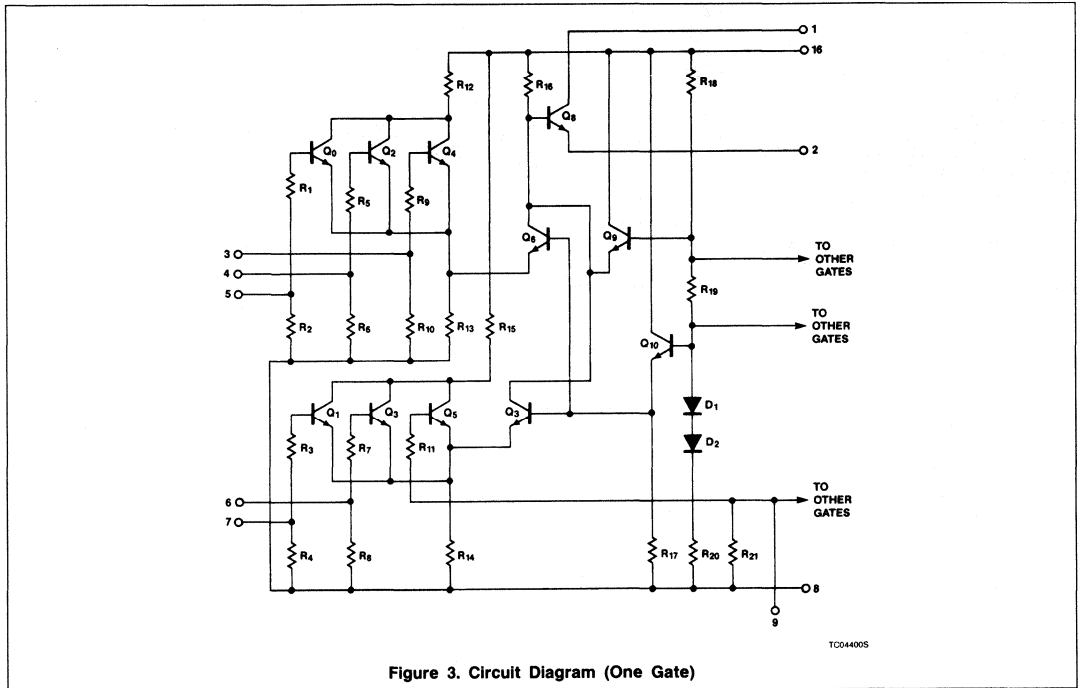 1
16
R12
R16
R18
Q8
Q0
Q2
Q4
2
R1
R5
R9
Q6
Q9
3
4
5
TO
OTHER
GATES
R19
R2
R6
R10
R13
R15
TO
OTHER
GATES
Q10
Q1
Q3
Q5
Q3
D1
R3
R7
R11
D2
TO
OTHER
GATES
6
7
R4
R8
R14
R17
R20
R21
8
9
TC04400S
Figure 3. Circuit Diagram (One Gate)